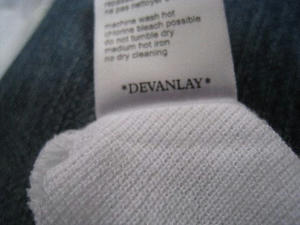 repassage
ne pas nettoyer
machine wash hot
chlorine bleach possible
do not tumble dry
medium hot iron
no dry cleaning
*DEVANLAY*